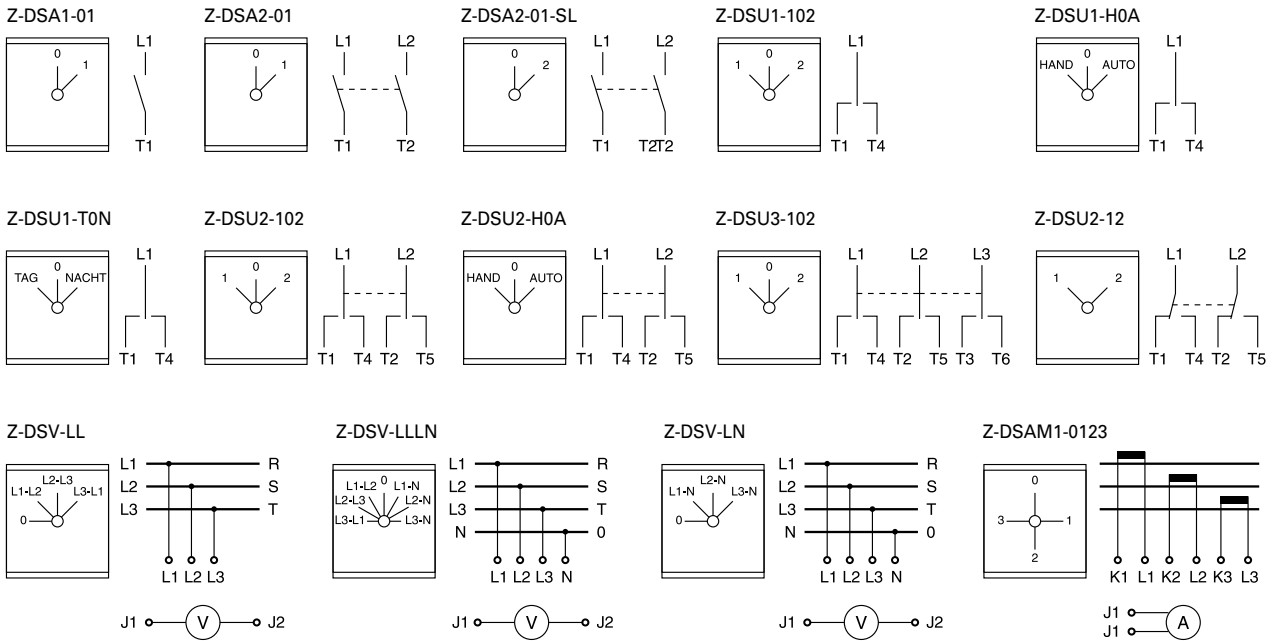 Z-DSA1-01 Z-DSA2-01 Z-DSA2-01-SL Z-DSU1-102 Z-DSU1-H0A
0 1 L1 T1
0 1 L1 L2 T1 T2
0 2 L1 L2 T1 T2T2
1 0 2 L1 T1 T4
HAND 0 AUTO L1 T1 T4
Z-DSU1-T0N Z-DSU2-102 Z-DSU2-H0A Z-DSU3-102 Z-DSU2-12
TAG 0 NACHT L1 T1 T4
1 0 2 L1 L2 T1 T4 T2 T5
HAND 0 AUTO L1 L2 T1 T4 T2 T5
1 0 2 L1 L2 L3 T1 T4 T2 T5 T3 T6
1 2 L1 L2 T1 T4 T2 T5
Z-DSV-LL
L2-L3
L1-L2 L3-L1
0
L1 R
L2 S
L3 T
L1 L2 L3
J1 V J2
Z-DSV-LLLN
L1-L2 0 L1-N
L2-L3 L2-N
L3-L1 L3-N
L1 R
L2 S
L3 T
N 0
L1 L2 L3 N
J1 V J2
Z-DSV-LN
L2-N
L1-N L3-N
0
L1 R
L2 S
L3 T
N 0
L1 L2 L3 N
J1 V J2
Z-DSAM1-0123
0
3 1
2
K1 L1 K2 L2 K3 L3
J1 A
J1